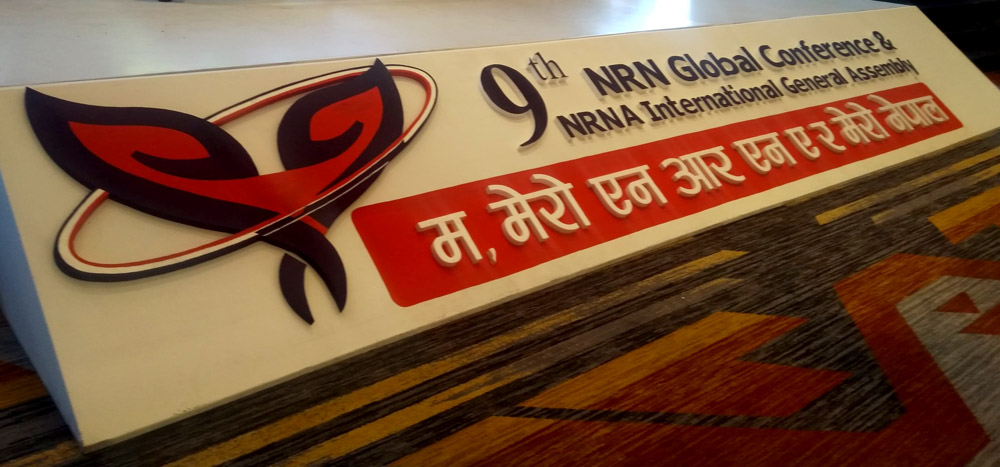 9th NRN Global Conference &
NRNA International General Assembly
म, मेरो एन आर एन ए र मेरो नेपाल